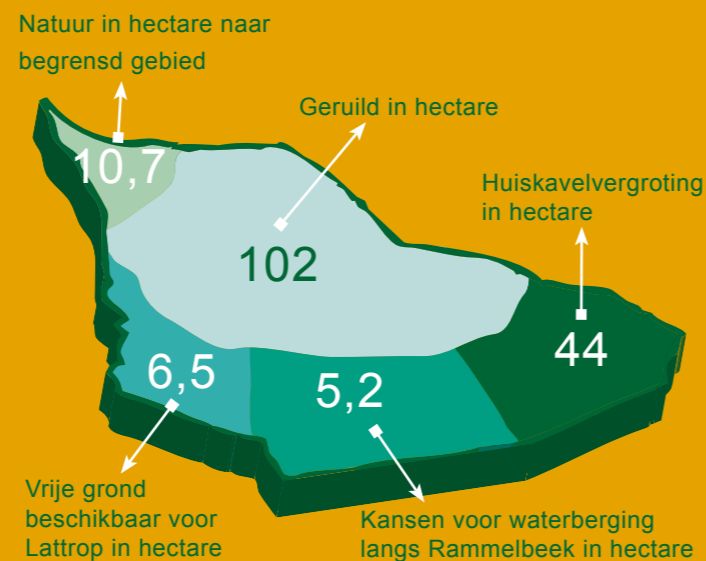 Natuur in hectare naar
begrensd gebied
10,7
Geruild in hectare
102
Huiskavelvergroting
in hectare
44
6,5
Vrije grond
beschikbaar voor
Lattrop in hectare
5,2
Kansen voor waterberging
langs Rammelbeek in hectare